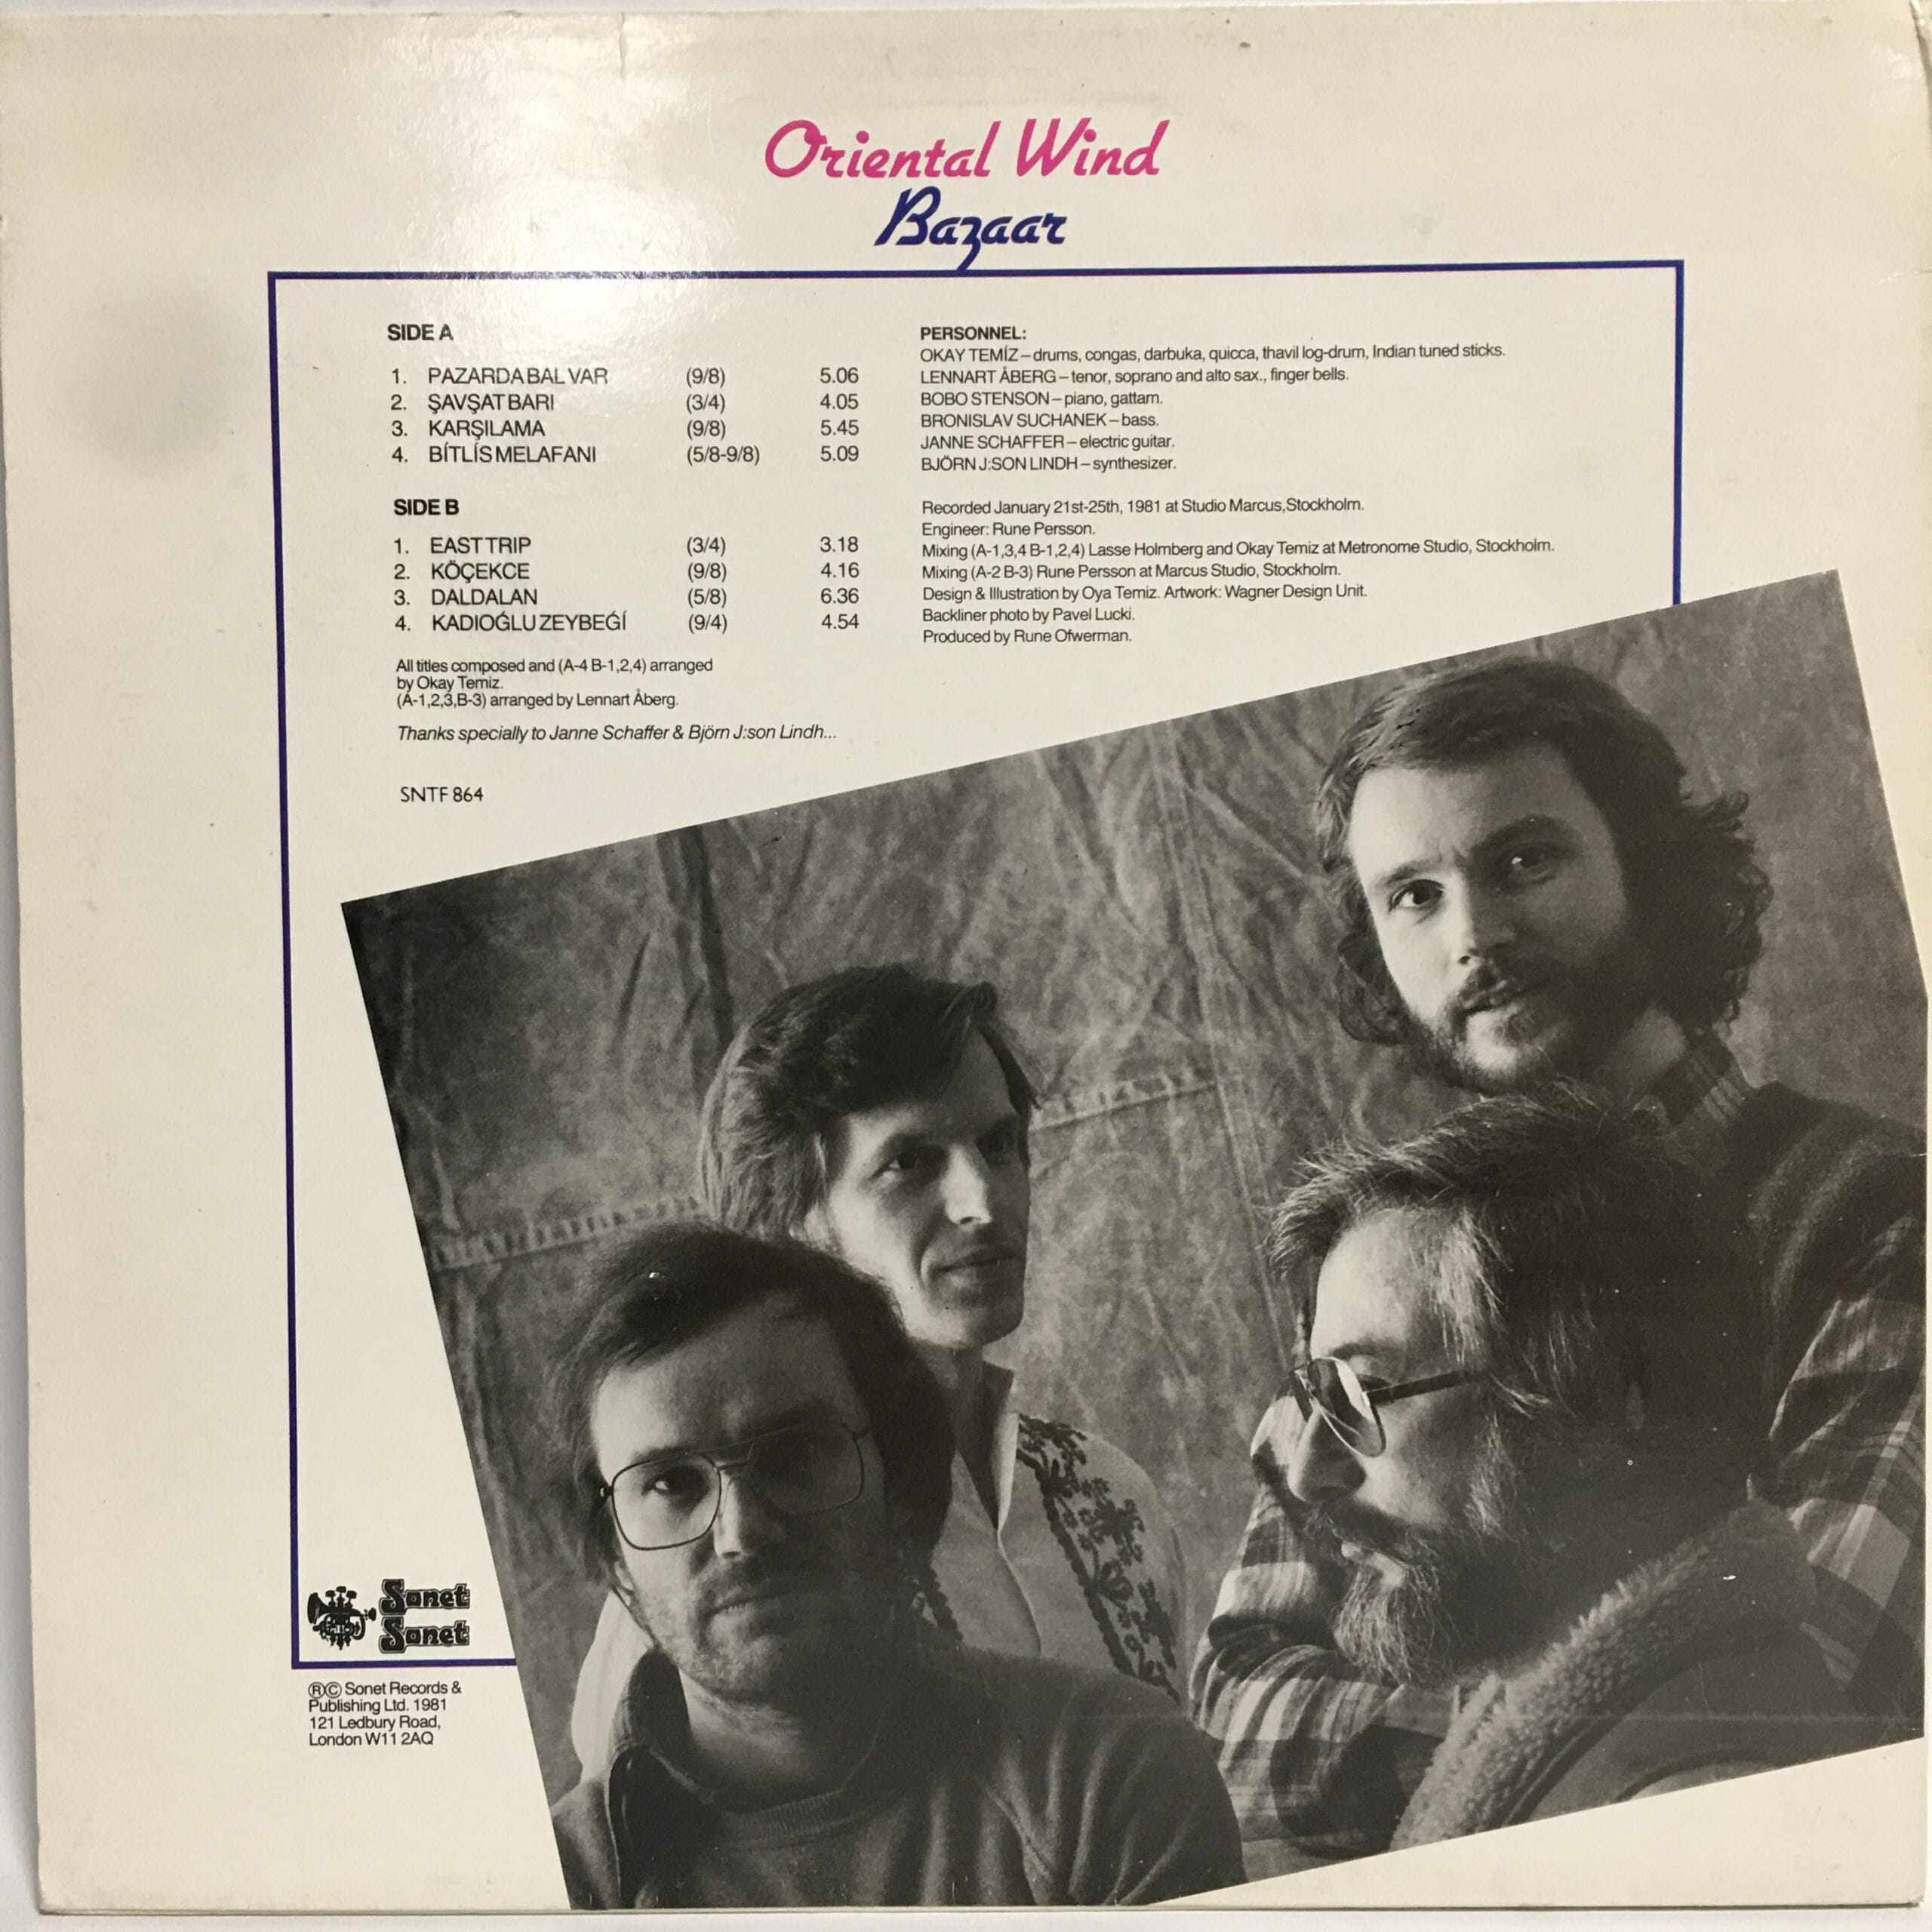 Oriental Wind
Bazaar
SIDE A
1. PAZARDA BAL VAR (9/8) 5.06
2. ŞAVŞAT BARI (3/4) 4.05
3. KARŞILAMA (9/8) 5.45
4. BÍTLÍS MELAFANI (5/8-9/8) 5.09
SIDE B
1. EAST TRIP (3/4) 3.18
2. KÖÇEKCE (9/8) 4.16
3. DALDALAN (5/8) 6.36
4. KADIOǴLU ZEYBEǴÍ (9/4) 4.54
All titles composed and (A-4 B-1,2,4) arranged
by Okay Temiz.
(A-1,2,3,B-3) arranged by Lennart Åberg.
Thanks specially to Janne Schaffer & Björn J:son Lindh...
SNTF 864
PERSONNEL:
OKAY TEMÍZ – drums, congas, darbuka, quicca, thavil log-drum, Indian tuned sticks.
LENNART ÅBERG – tenor, soprano and alto sax., finger bells.
BOBO STENSON – piano, gattam.
BRONISLAV SUCHANEK – bass.
JANNE SCHAFFER – electric guitar.
BJÖRN J:SON LINDH – synthesizer.
Recorded January 21st-25th, 1981 at Studio Marcus, Stockholm.
Engineer: Rune Persson.
Mixing (A-1,3,4 B-1,2,4) Lasse Holmberg and Okay Temiz at Metronome Studio, Stockholm.
Mixing (A-2 B-3) Rune Persson at Marcus Studio, Stockholm.
Design & Illustration by Oya Temiz. Artwork: Wagner Design Unit.
Backliner photo by Pavel Lucki.
Produced by Rune Ofwerman.
Sonet
Sonet
ⓇⒸ Sonet Records &
Publishing Ltd. 1981
121 Ledbury Road,
London W11 2AQ